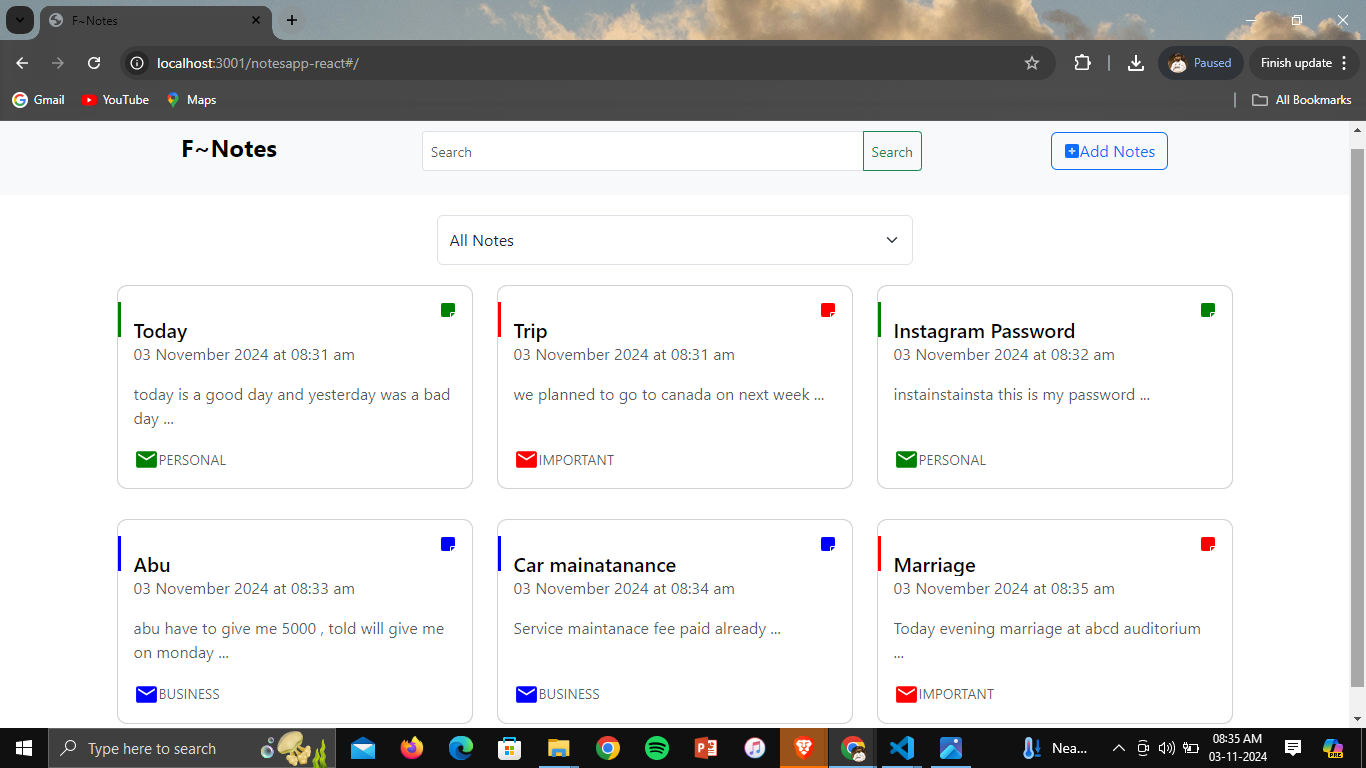 F~Notes
localhost:3001/notesapp-react#/
Paused
Finish update
Gmail
YouTube
Maps
All Bookmarks
F~Notes
Search
Search
Add Notes
All Notes
Today
03 November 2024 at 08:31 am
today is a good day and yesterday was a bad
day ...
PERSONAL
Trip
03 November 2024 at 08:31 am
we planned to go to canada on next week ...
IMPORTANT
Instagram Password
03 November 2024 at 08:32 am
instainstainsta this is my password ...
PERSONAL
Abu
03 November 2024 at 08:33 am
abu have to give me 5000 , told will give me
on monday ...
BUSINESS
Car mainatanance
03 November 2024 at 08:34 am
Service maintanace fee paid already ...
BUSINESS
Marriage
03 November 2024 at 08:35 am
Today evening marriage at abcd auditorium
...
IMPORTANT
Type here to search
Nea...
08:35 AM
03-11-2024
PRE